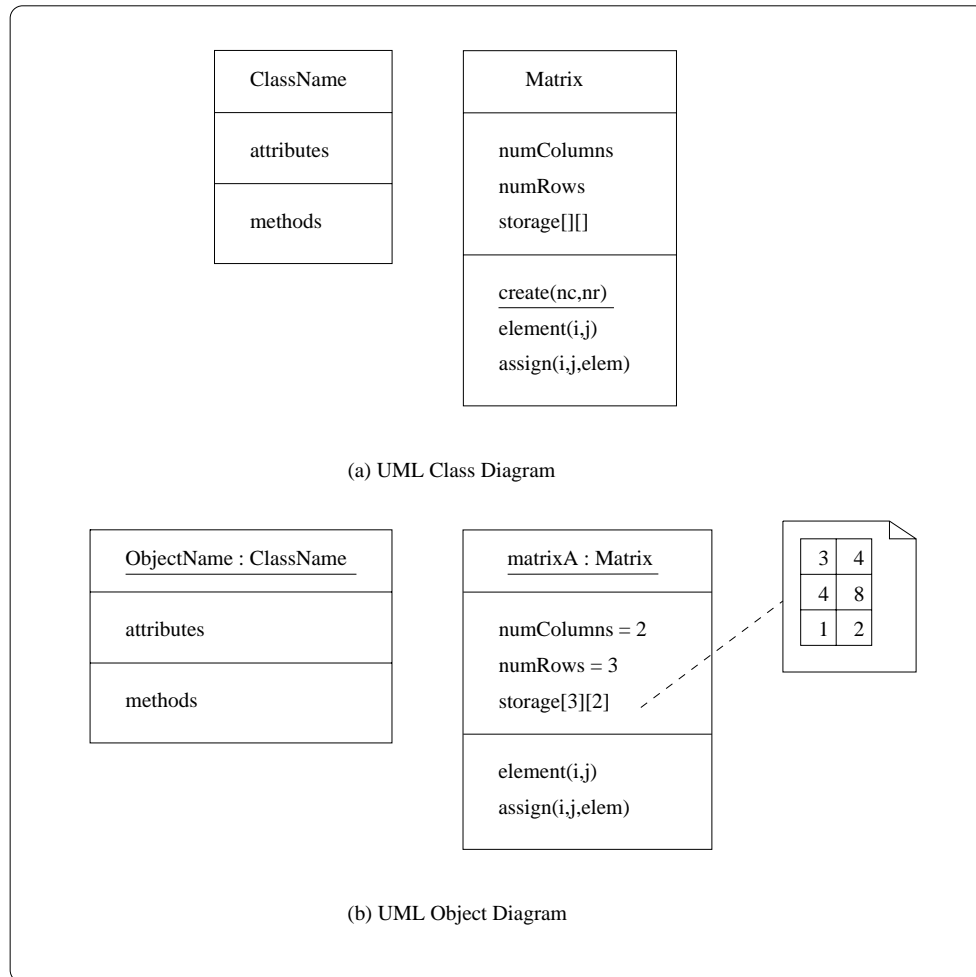 ClassName
attributes
methods
Matrix
numColumns
numRows
storage[][]
create(nc,nr)
element(i,j)
assign(i,j,elem)
(a) UML Class Diagram
ObjectName : ClassName
attributes
methods
matrixA : Matrix
numColumns = 2
numRows = 3
storage[3][2]
element(i,j)
assign(i,j,elem)
3 4
4 8
1 2
(b) UML Object Diagram